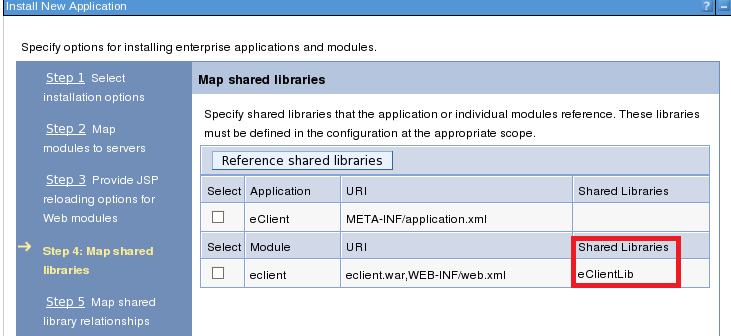 Install New Application ? –
Specify options for installing enterprise applications and modules.
Step 1 Select
installation options
Step 2 Map
modules to servers
Step 3 Provide JSP
reloading options for
Web modules
Step 4: Map shared
libraries
Step 5 Map shared
library relationships
Map shared libraries
Specify shared libraries that the application or individual modules reference. These libraries
must be defined in the configuration at the appropriate scope.
Reference shared libraries
Select Application URI Shared Libraries
eClient META-INF/application.xml
Select Module URI Shared Libraries
eclient eclient.war,WEB-INF/web.xml eClientLib